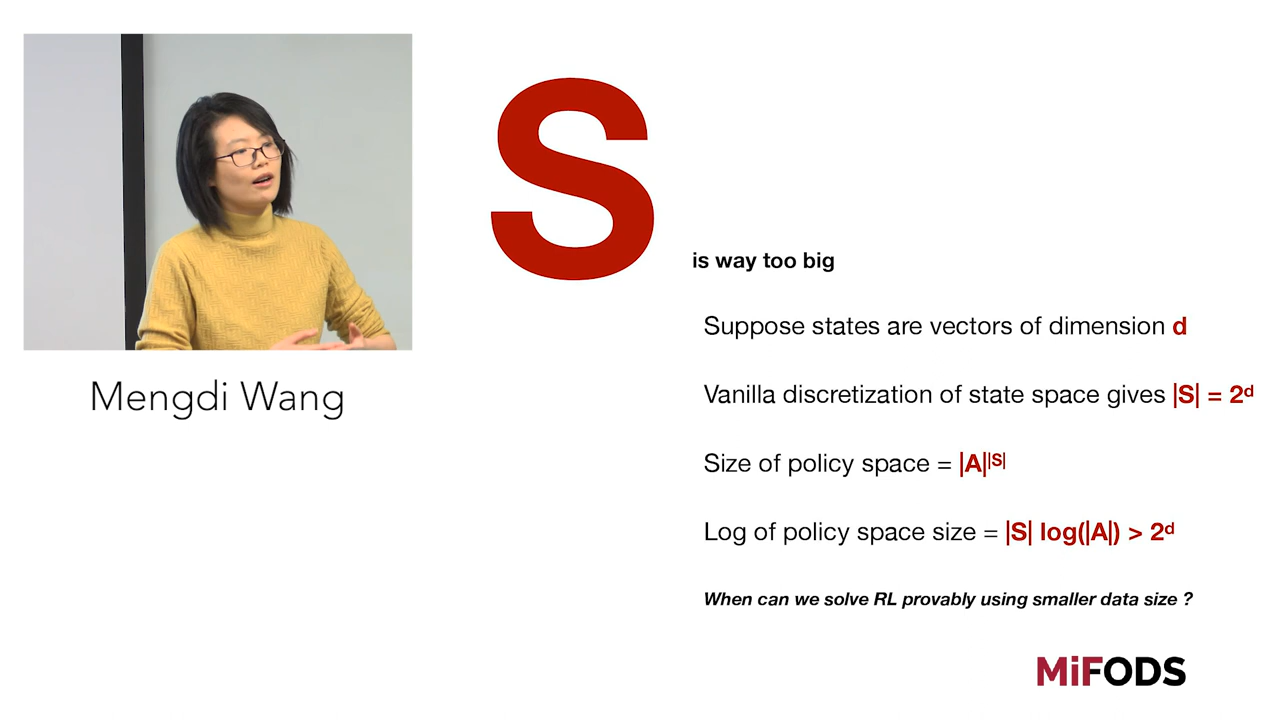 S
is way too big
Suppose states are vectors of dimension d
Vanilla discretization of state space gives |S| = 2ᵈ
Size of policy space = |A|^|S|
Log of policy space size = |S| log(|A|) > 2ᵈ
When can we solve RL provably using smaller data size ?
Mengdi Wang
MiFODS